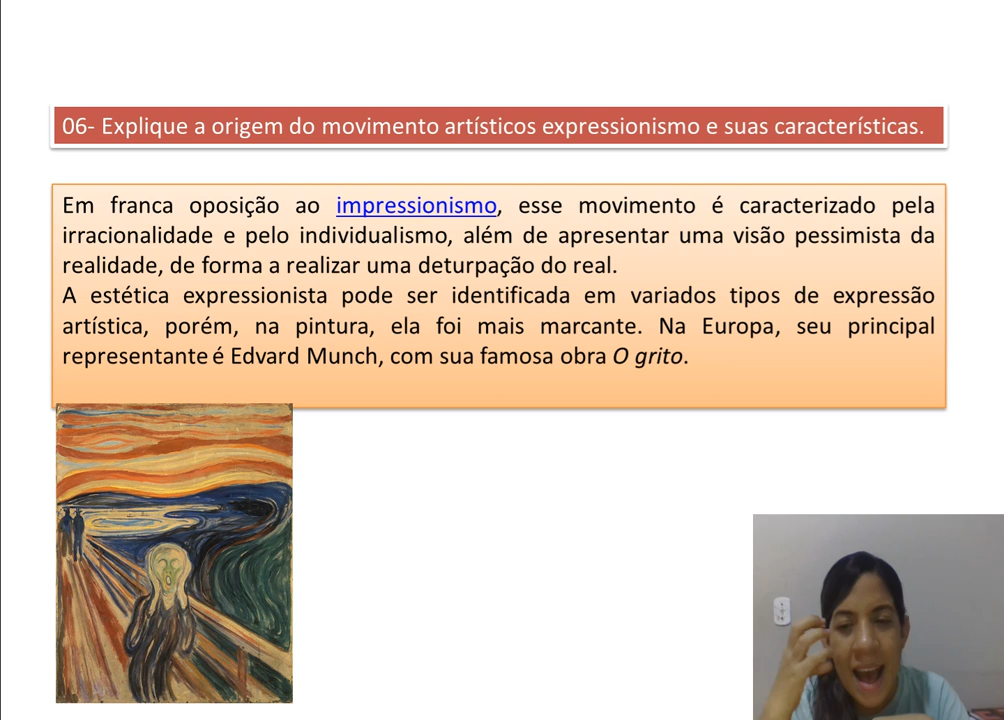 06- Explique a origem do movimento artísticos expressionismo e suas características.
Em franca oposição ao impressionismo, esse movimento é caracterizado pela
irracionalidade e pelo individualismo, além de apresentar uma visão pessimista da
realidade, de forma a realizar uma deturpação do real.
A estética expressionista pode ser identificada em variados tipos de expressão
artística, porém, na pintura, ela foi mais marcante. Na Europa, seu principal
representante é Edvard Munch, com sua famosa obra O grito.